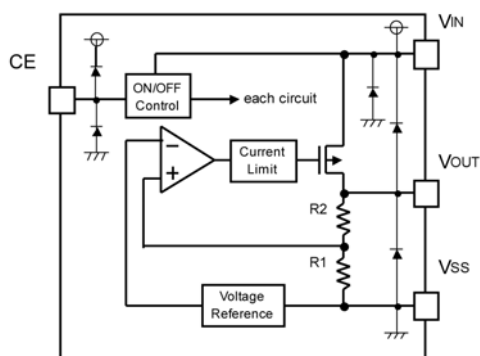 VIN
CE
ON/OFF
Control
each circuit
−
+
Current
Limit
VOUT
R2
R1
VSS
Voltage
Reference